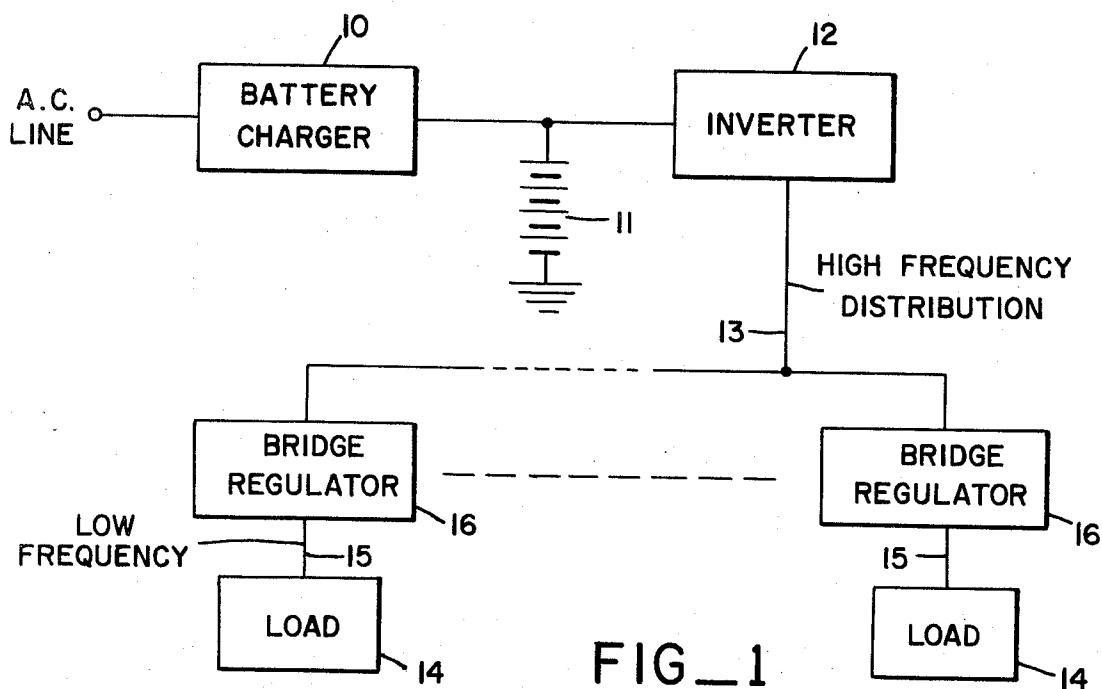 10
12
A.C.
LINE
BATTERY
CHARGER
INVERTER
11
HIGH FREQUENCY
DISTRIBUTION
13
BRIDGE
REGULATOR
16
BRIDGE
REGULATOR
16
LOW
FREQUENCY
15
15
LOAD
14
LOAD
14
FIG_1